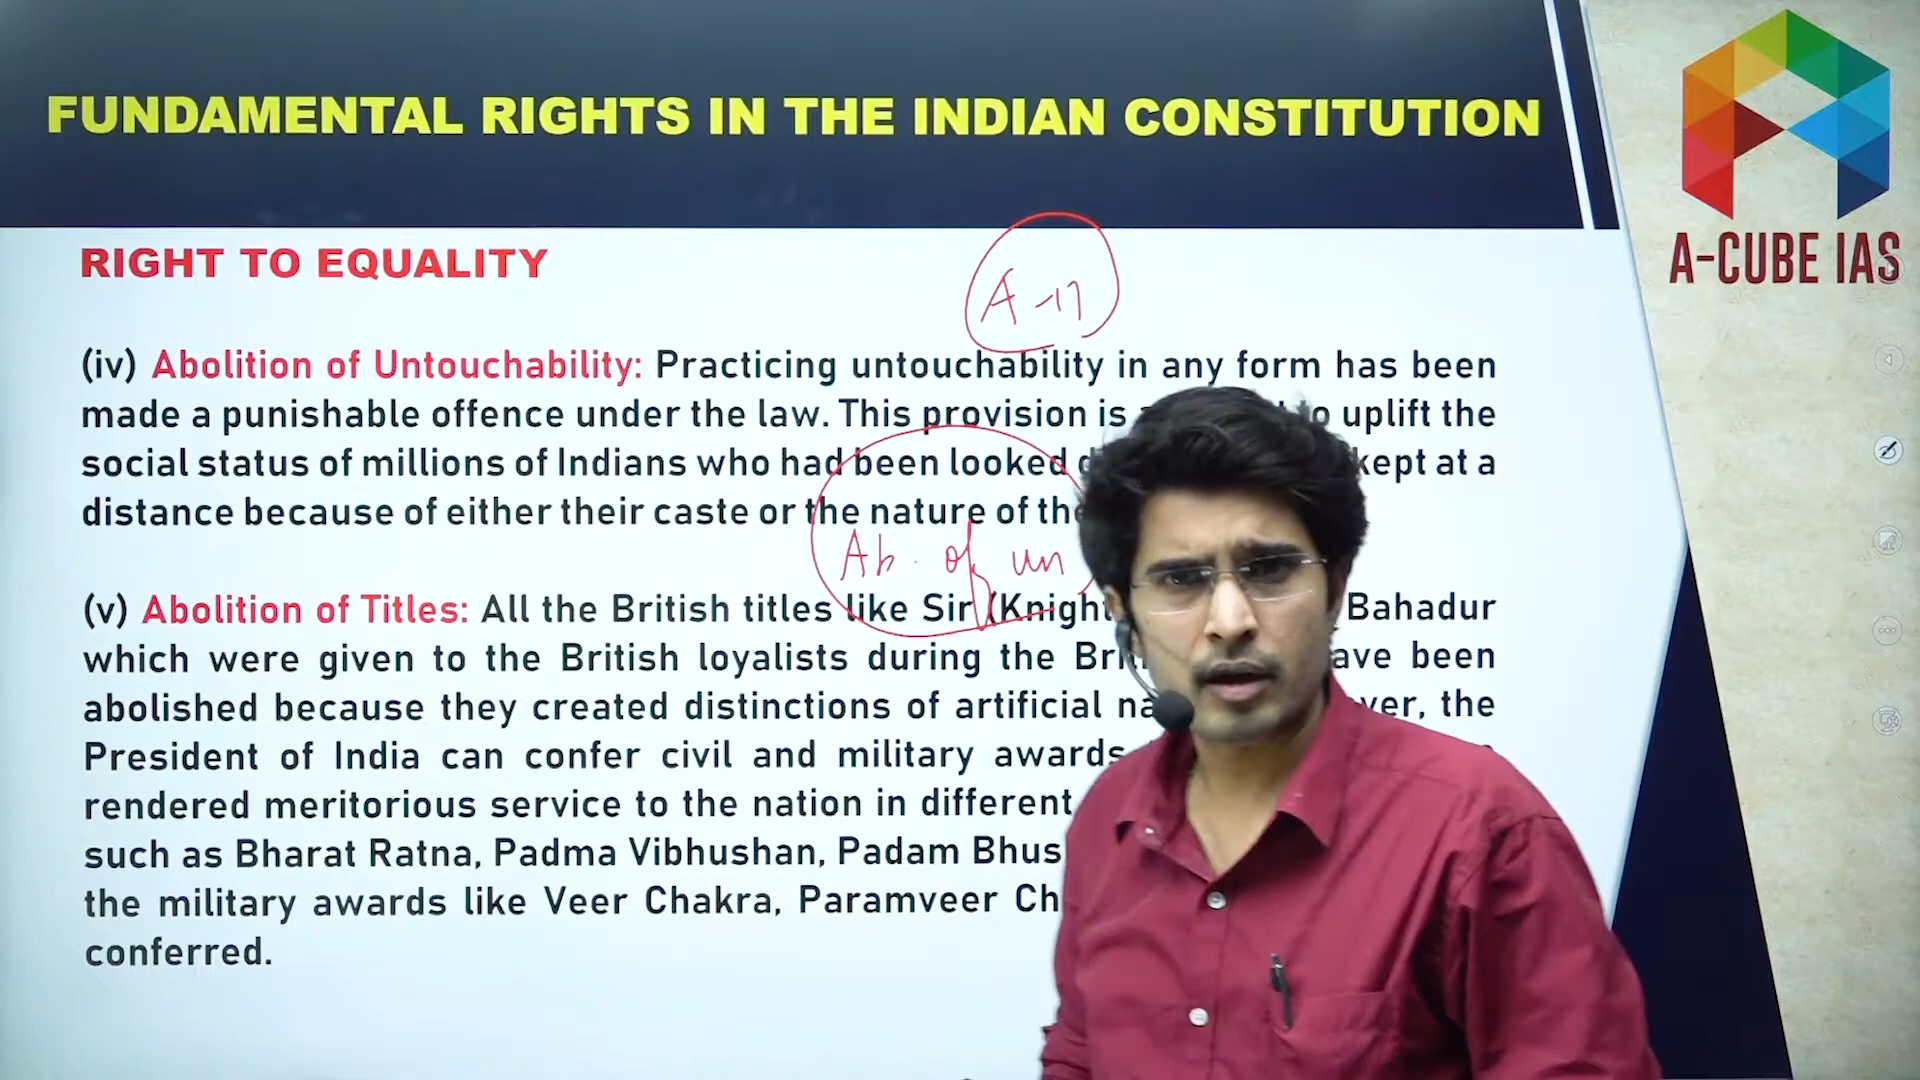 FUNDAMENTAL RIGHTS IN THE INDIAN CONSTITUTION
A-CUBE IAS
RIGHT TO EQUALITY
A-17
(iv) Abolition of Untouchability: Practicing untouchability in any form has been
made a punishable offence under the law. This provision is uplift the
social status of millions of Indians who had been looked kept at a
distance because of either their caste or the nature of
Ab. of un
(v) Abolition of Titles: All the British titles like Sir (Knight Bahadur
which were given to the British loyalists during the been
abolished because they created distinctions of artificial the
President of India can confer civil and military awards
rendered meritorious service to the nation in different
such as Bharat Ratna, Padma Vibhushan, Padam
the military awards like Veer Chakra, Paramveer
conferred.